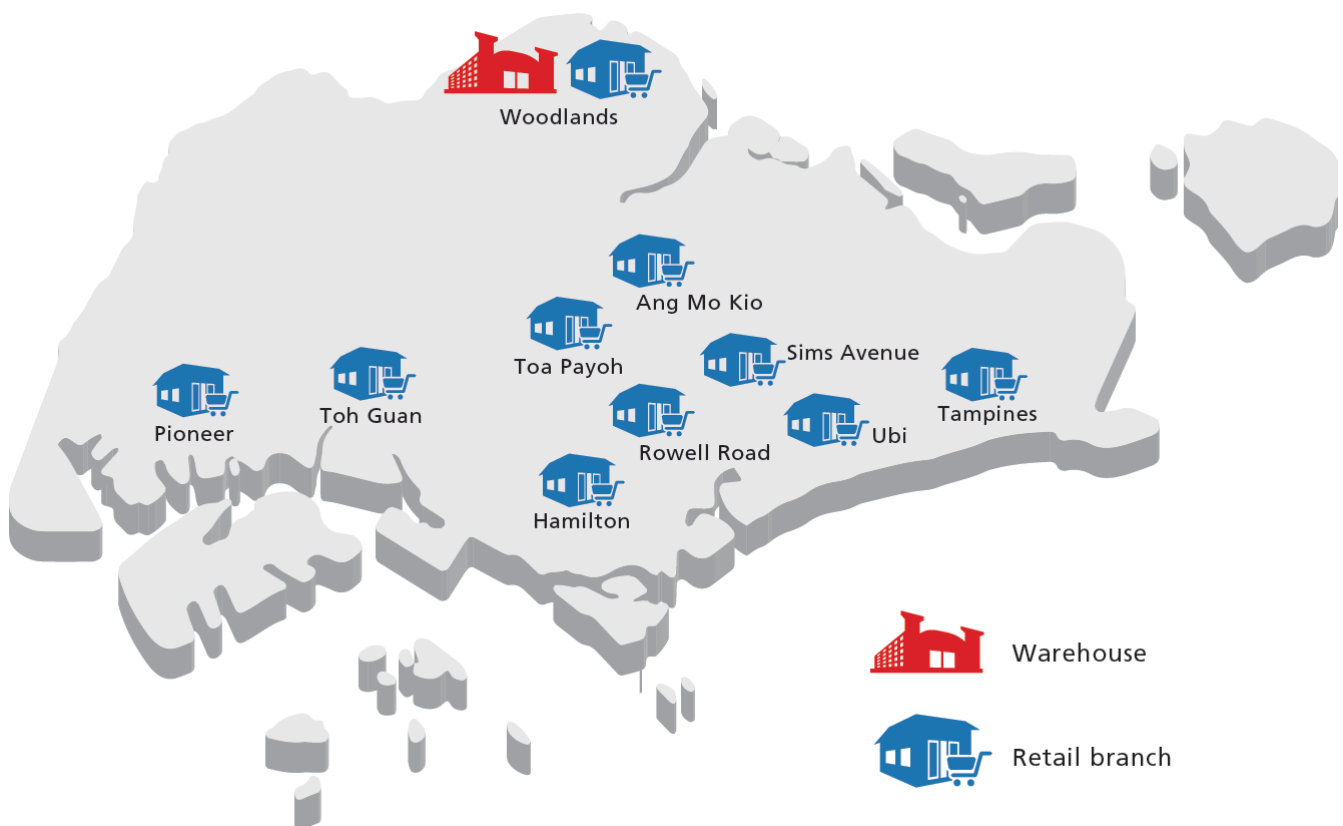 Woodlands
Ang Mo Kio
Sims Avenue
Toa Payoh
Toh Guan
Tampines
Pioneer
Ubi
Rowell Road
Hamilton
Warehouse
Retail branch